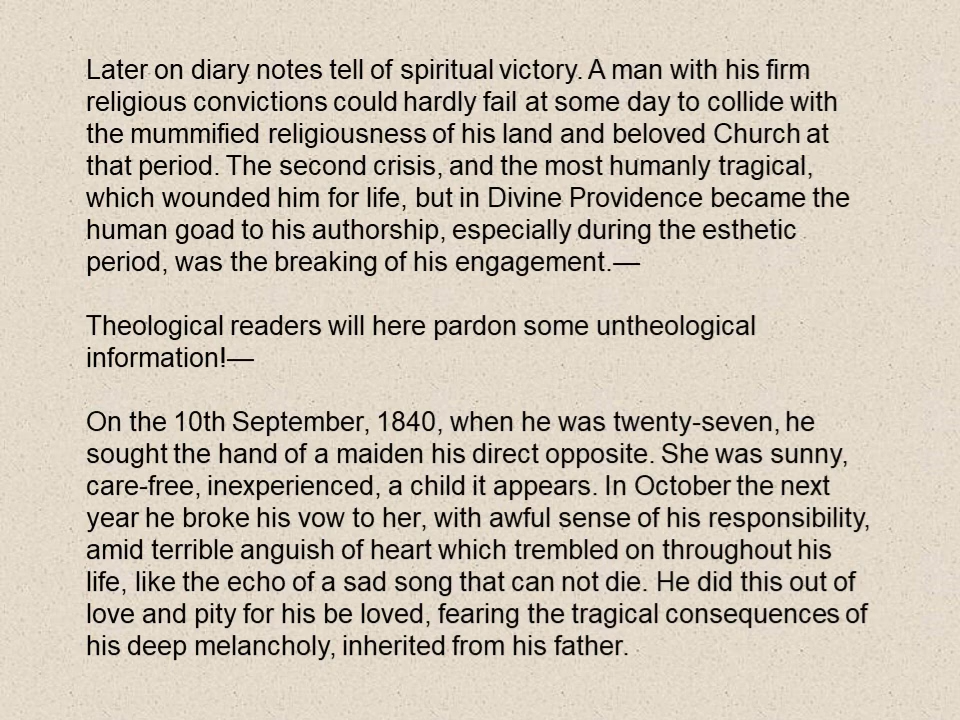 Later on diary notes tell of spiritual victory. A man with his firm
religious convictions could hardly fail at some day to collide with
the mummified religiousness of his land and beloved Church at
that period. The second crisis, and the most humanly tragical,
which wounded him for life, but in Divine Providence became the
human goad to his authorship, especially during the esthetic
period, was the breaking of his engagement.—
Theological readers will here pardon some untheological
information!—
On the 10th September, 1840, when he was twenty-seven, he
sought the hand of a maiden his direct opposite. She was sunny,
care-free, inexperienced, a child it appears. In October the next
year he broke his vow to her, with awful sense of his responsibility,
amid terrible anguish of heart which trembled on throughout his
life, like the echo of a sad song that can not die. He did this out of
love and pity for his be loved, fearing the tragical consequences of
his deep melancholy, inherited from his father.